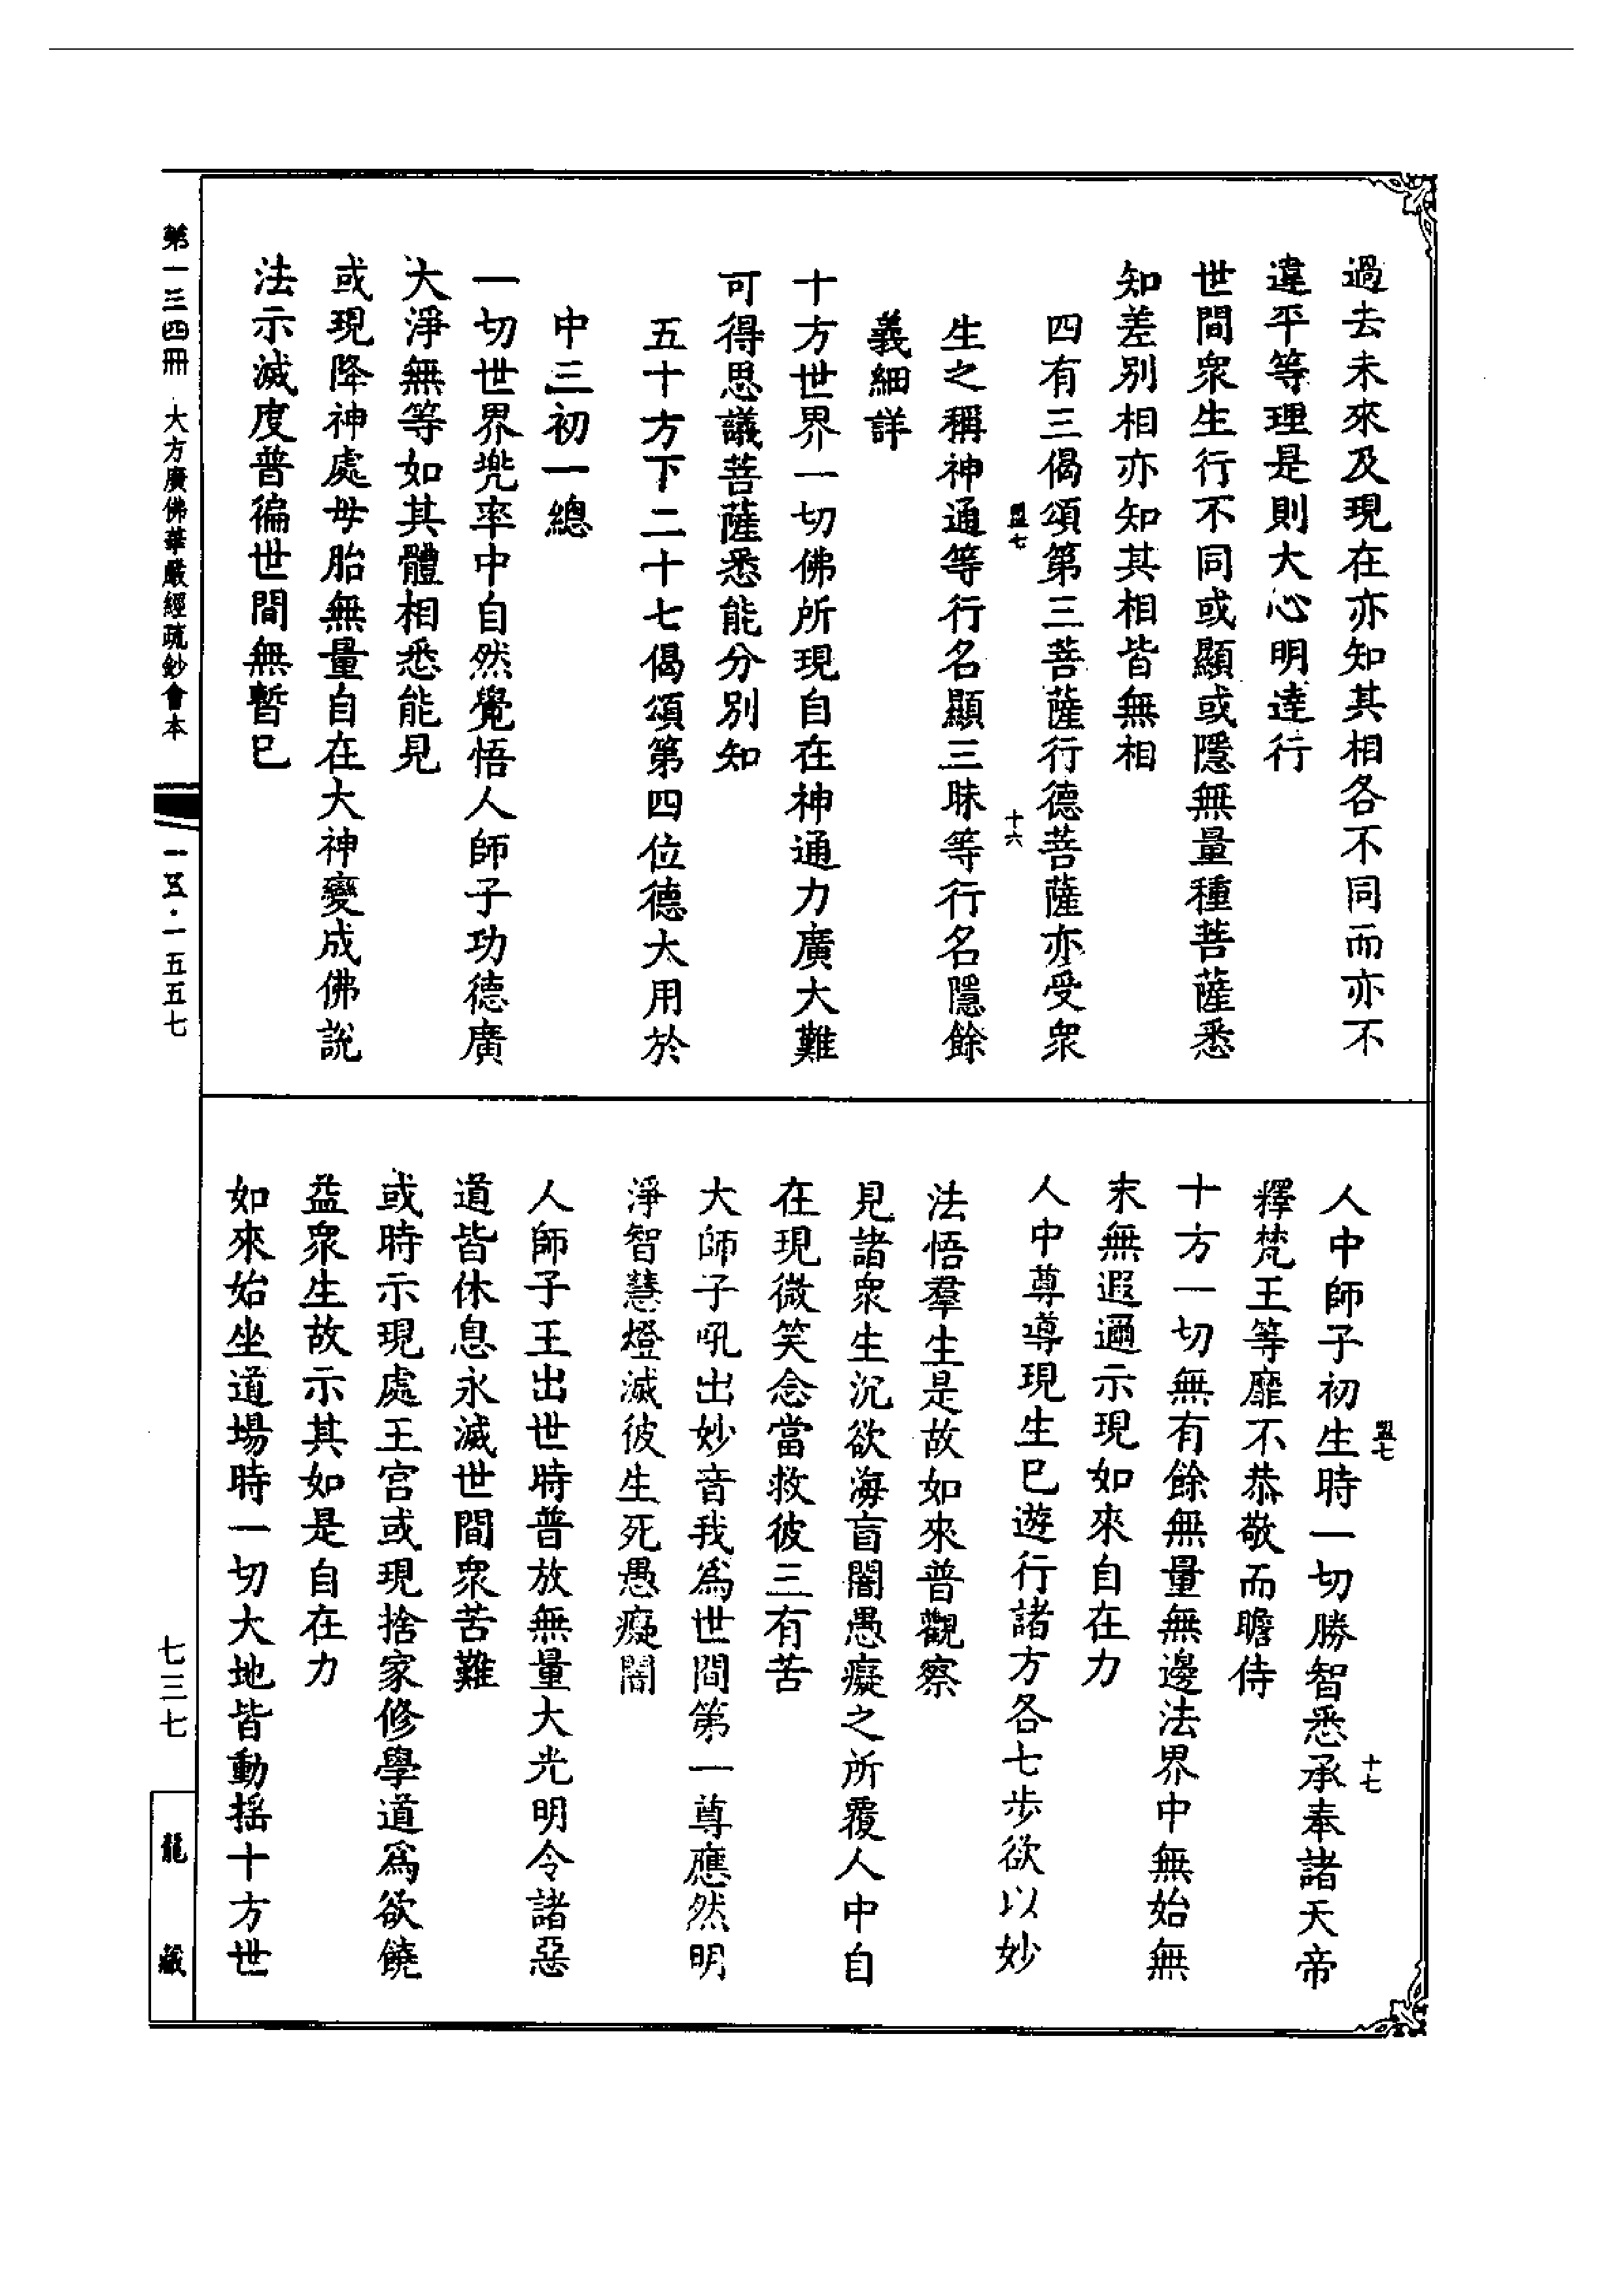 過去未來及現在亦知其相各不同而亦不
違平等理是則大心明達行
世間衆生行不同或顯或隱無量種菩薩悉
知差別相亦知其相皆無相
四有三偈頌第三菩薩行德菩薩亦受衆
盟七
十六
生之稱神通等行名顯三昧等行名隱餘
義細詳
十方世界一切佛所現自在神通力廣大難
可得思議菩薩悉能分別知
五十方下二十七偈頌第四位德大用於
中三初一總
一切世界兜率中自然覺悟人師子功德廣
大淨無等如其體相悉能見
或現降神處母胎無量自在大神變成佛說
法示滅度普徧世間無暫已
盟七
十七
人中師子初生時一切勝智悉承奉諸天帝
釋梵王等靡不恭敬而瞻侍
十方一切無有餘無量無邊法界中無始無
末無遐邇示現如來自在力
人中尊導現生已遊行諸方各七步欲以妙
法悟羣生是故如來普觀察
見諸衆生沉欲海盲闇愚癡之所覆人中自
在現微笑念當救彼三有苦
大師子吼出妙音我爲世間第一尊應然明
淨智慧燈滅彼生死愚癡闇
人師子王出世時普放無量大光明令諸惡
道皆休息永滅世間衆苦難
或時示現處王宮或現捨家修學道爲欲饒
益衆生故示其如是自在力
如來始坐道場時一切大地皆動搖十方世
第一三四冊 大方廣佛華嚴經疏鈔會本
一五·一五五七
七三七
龍藏